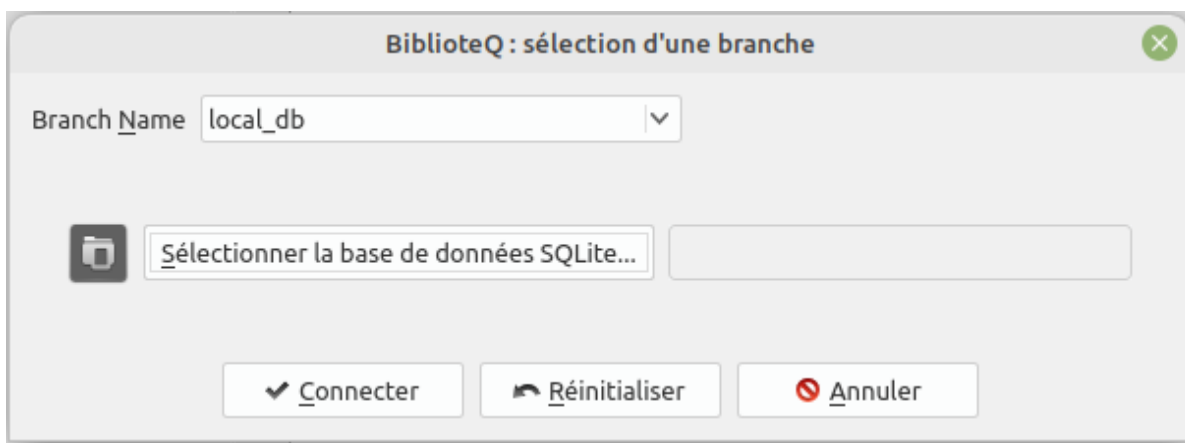 BiblioteQ : sélection d'une branche
Branch Name local_db
Sélectionner la base de données SQLite...
Connecter Réinitialiser Annuler